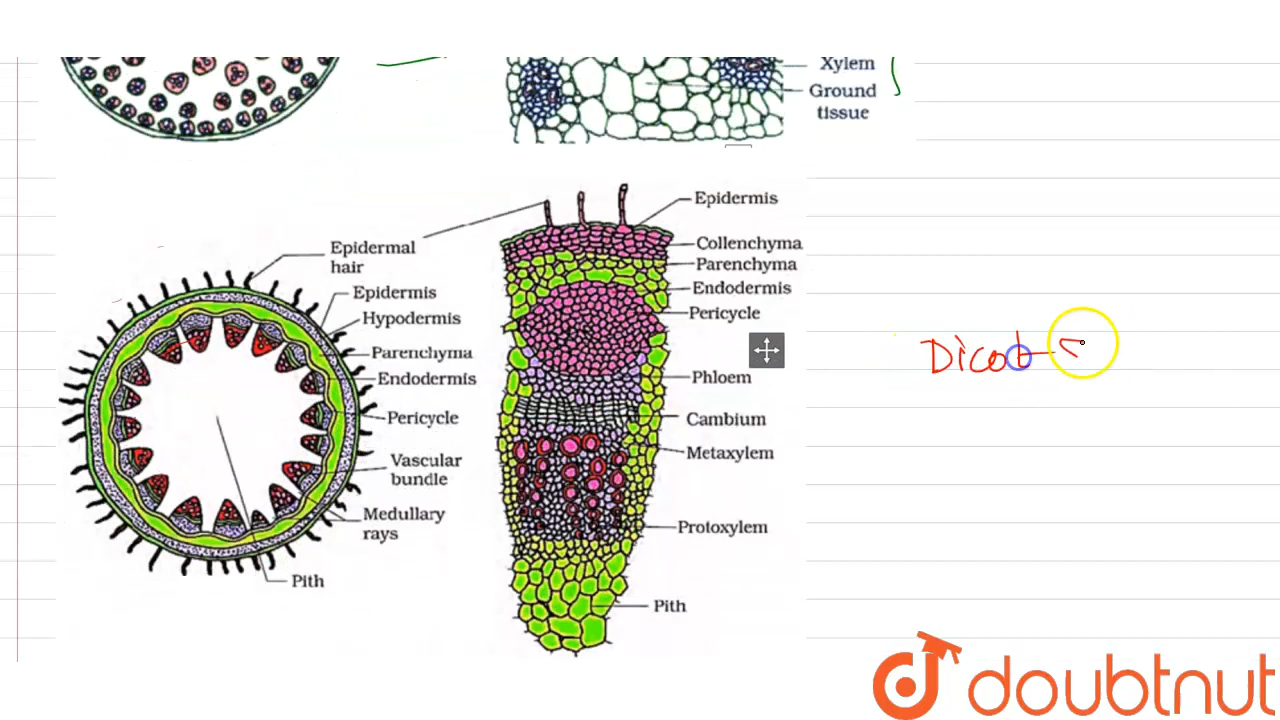 Xylem
Ground
tissue
Epidermal
hair
Epidermis
Hypodermis
Parenchyma
Endodermis
Pericycle
Vascular
bundle
Medullary
rays
Pith
Epidermis
Collenchyma
Parenchyma
Endodermis
Pericycle
Phloem
Cambium
Metaxylem
Protoxylem
Pith
Dicot
doubtnut